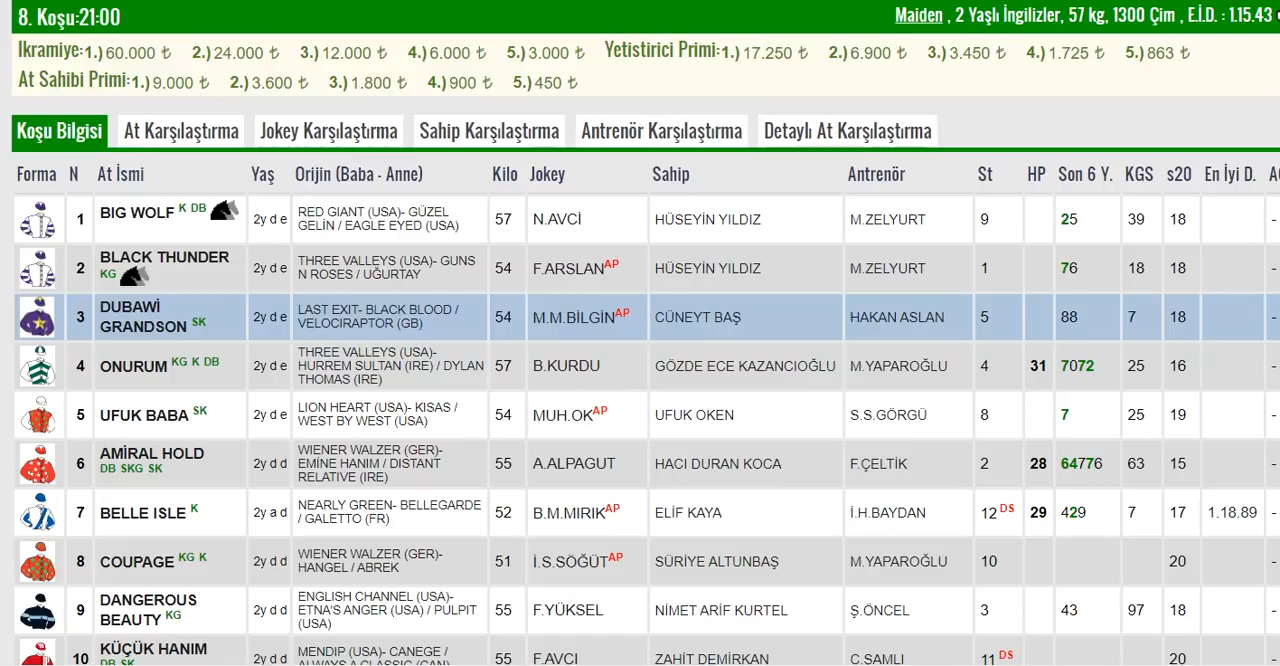 8. Koşu:21:00
Maiden , 2 Yaşlı İngilizler, 57 kg, 1300 Çim , E.İ.D. : 1.15.43
Ikramiye:1.) 60.000 ₺ 2.) 24.000 ₺ 3.) 12.000 ₺ 4.) 6.000 ₺ 5.) 3.000 ₺ Yetistirici Primi:1.) 17.250 ₺ 2.) 6.900 ₺ 3.) 3.450 ₺ 4.) 1.725 ₺ 5.) 863 ₺
At Sahibi Primi:1.) 9.000 ₺ 2.) 3.600 ₺ 3.) 1.800 ₺ 4.) 900 ₺ 5.) 450 ₺
Koşu Bilgisi At Karşılaştırma Jokey Karşılaştırma Sahip Karşılaştırma Antrenör Karşılaştırma Detaylı At Karşılaştırma
Forma N At İsmi Yaş Orijin (Baba - Anne) Kilo Jokey Sahip Antrenör St HP Son 6 Y. KGS s20 En İyi D.
1 BIG WOLF K DB 2y d e RED GIANT (USA)- GÜZEL GELİN / EAGLE EYED (USA) 57 N.AVCİ HÜSEYİN YILDIZ M.ZELYURT 9 25 39 18 -
2 BLACK THUNDER KG 2y d e THREE VALLEYS (USA)- GUNS N ROSES / UĞURTAY 54 F.ARSLAN AP HÜSEYİN YILDIZ M.ZELYURT 1 76 18 18 -
3 DUBAWİ GRANDSON SK 2y d e LAST EXIT- BLACK BLOOD / VELOCIRAPTOR (GB) 54 M.M.BİLGİN AP CÜNEYT BAŞ HAKAN ASLAN 5 88 7 18 -
4 ONURUM KG K DB 2y d e THREE VALLEYS (USA)- HURREM SULTAN (IRE) / DYLAN THOMAS (IRE) 57 B.KURDU GÖZDE ECE KAZANCIOĞLU M.YAPAROĞLU 4 31 7072 25 16 -
5 UFUK BABA SK 2y d e LION HEART (USA)- KISAS / WEST BY WEST (USA) 54 MUH.OK AP UFUK OKEN S.S.GÖRGÜ 8 7 25 19 -
6 AMİRAL HOLD DB SKG SK 2y d d WIENER WALZER (GER)- EMİNE HANIM / DISTANT RELATIVE (IRE) 55 A.ALPAGUT HACI DURAN KOCA F.ÇELTİK 2 28 64776 63 15 -
7 BELLE ISLE K 2y a d NEARLY GREEN- BELLEGARDE / GALETTO (FR) 52 B.M.MIRIK AP ELİF KAYA İ.H.BAYDAN 12 DS 29 429 7 17 1.18.89 -
8 COUPAGE KG K 2y d d WIENER WALZER (GER)- HANGEL / ABREK 51 İ.S.SÖĞÜT AP SÜRİYE ALTUNBAŞ M.YAPAROĞLU 10 20 -
9 DANGEROUS BEAUTY KG 2y d d ENGLISH CHANNEL (USA)- ETNA'S ANGER (USA) / PULPIT (USA) 55 F.YÜKSEL NİMET ARİF KURTEL Ş.ÖNCEL 3 43 97 18 -
10 KÜÇÜK HANIM DB SK 2y d d MENDIP (USA)- CANEGE / ALWAYS A CLASSIC (CAN) 55 F.AVCI ZAHİT DEMİRKAN C.SAMLI 11 DS 20 -